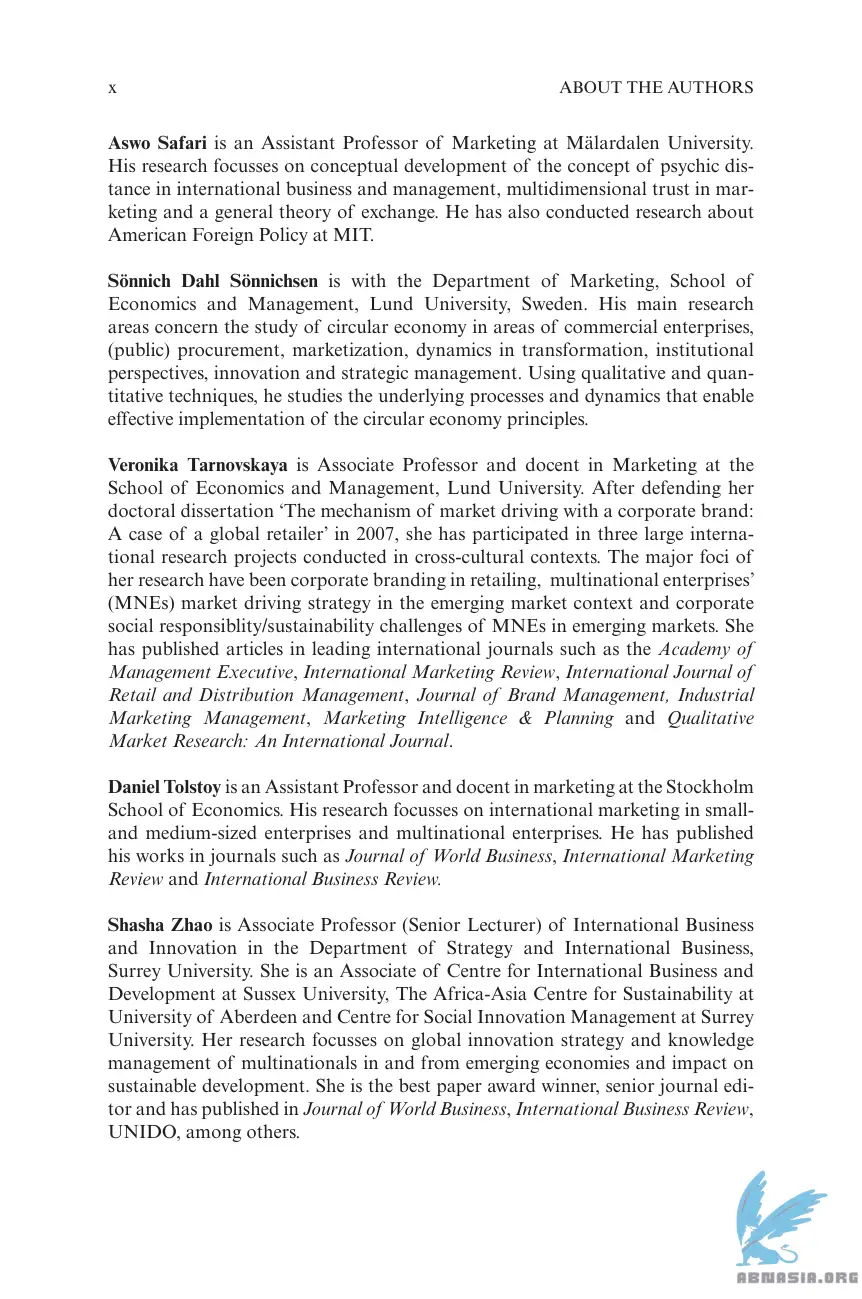 x ABOUT THE AUTHORS
Aswo Safari is an Assistant Professor of Marketing at Mälardalen University.
His research focusses on conceptual development of the concept of psychic dis-
tance in international business and management, multidimensional trust in mar-
keting and a general theory of exchange. He has also conducted research about
American Foreign Policy at MIT.
Sönnich Dahl Sönnichsen is with the Department of Marketing, School of
Economics and Management, Lund University, Sweden. His main research
areas concern the study of circular economy in areas of commercial enterprises,
(public) procurement, marketization, dynamics in transformation, institutional
perspectives, innovation and strategic management. Using qualitative and quan-
titative techniques, he studies the underlying processes and dynamics that enable
effective implementation of the circular economy principles.
Veronika Tarnovskaya is Associate Professor and docent in Marketing at the
School of Economics and Management, Lund University. After defending her
doctoral dissertation ‘The mechanism of market driving with a corporate brand:
A case of a global retailer’ in 2007, she has participated in three large interna-
tional research projects conducted in cross-cultural contexts. The major foci of
her research have been corporate branding in retailing, multinational enterprises’
(MNEs) market driving strategy in the emerging market context and corporate
social responsiblity/sustainability challenges of MNEs in emerging markets. She
has published articles in leading international journals such as the Academy of
Management Executive, International Marketing Review, International Journal of
Retail and Distribution Management, Journal of Brand Management, Industrial
Marketing Management, Marketing Intelligence & Planning and Qualitative
Market Research: An International Journal.
Daniel Tolstoy is an Assistant Professor and docent in marketing at the Stockholm
School of Economics. His research focusses on international marketing in small-
and medium-sized enterprises and multinational enterprises. He has published
his works in journals such as Journal of World Business, International Marketing
Review and International Business Review.
Shasha Zhao is Associate Professor (Senior Lecturer) of International Business
and Innovation in the Department of Strategy and International Business,
Surrey University. She is an Associate of Centre for International Business and
Development at Sussex University, The Africa-Asia Centre for Sustainability at
University of Aberdeen and Centre for Social Innovation Management at Surrey
University. Her research focusses on global innovation strategy and knowledge
management of multinationals in and from emerging economies and impact on
sustainable development. She is the best paper award winner, senior journal edi-
tor and has published in Journal of World Business, International Business Review,
UNIDO, among others.
ABNASIA.ORG